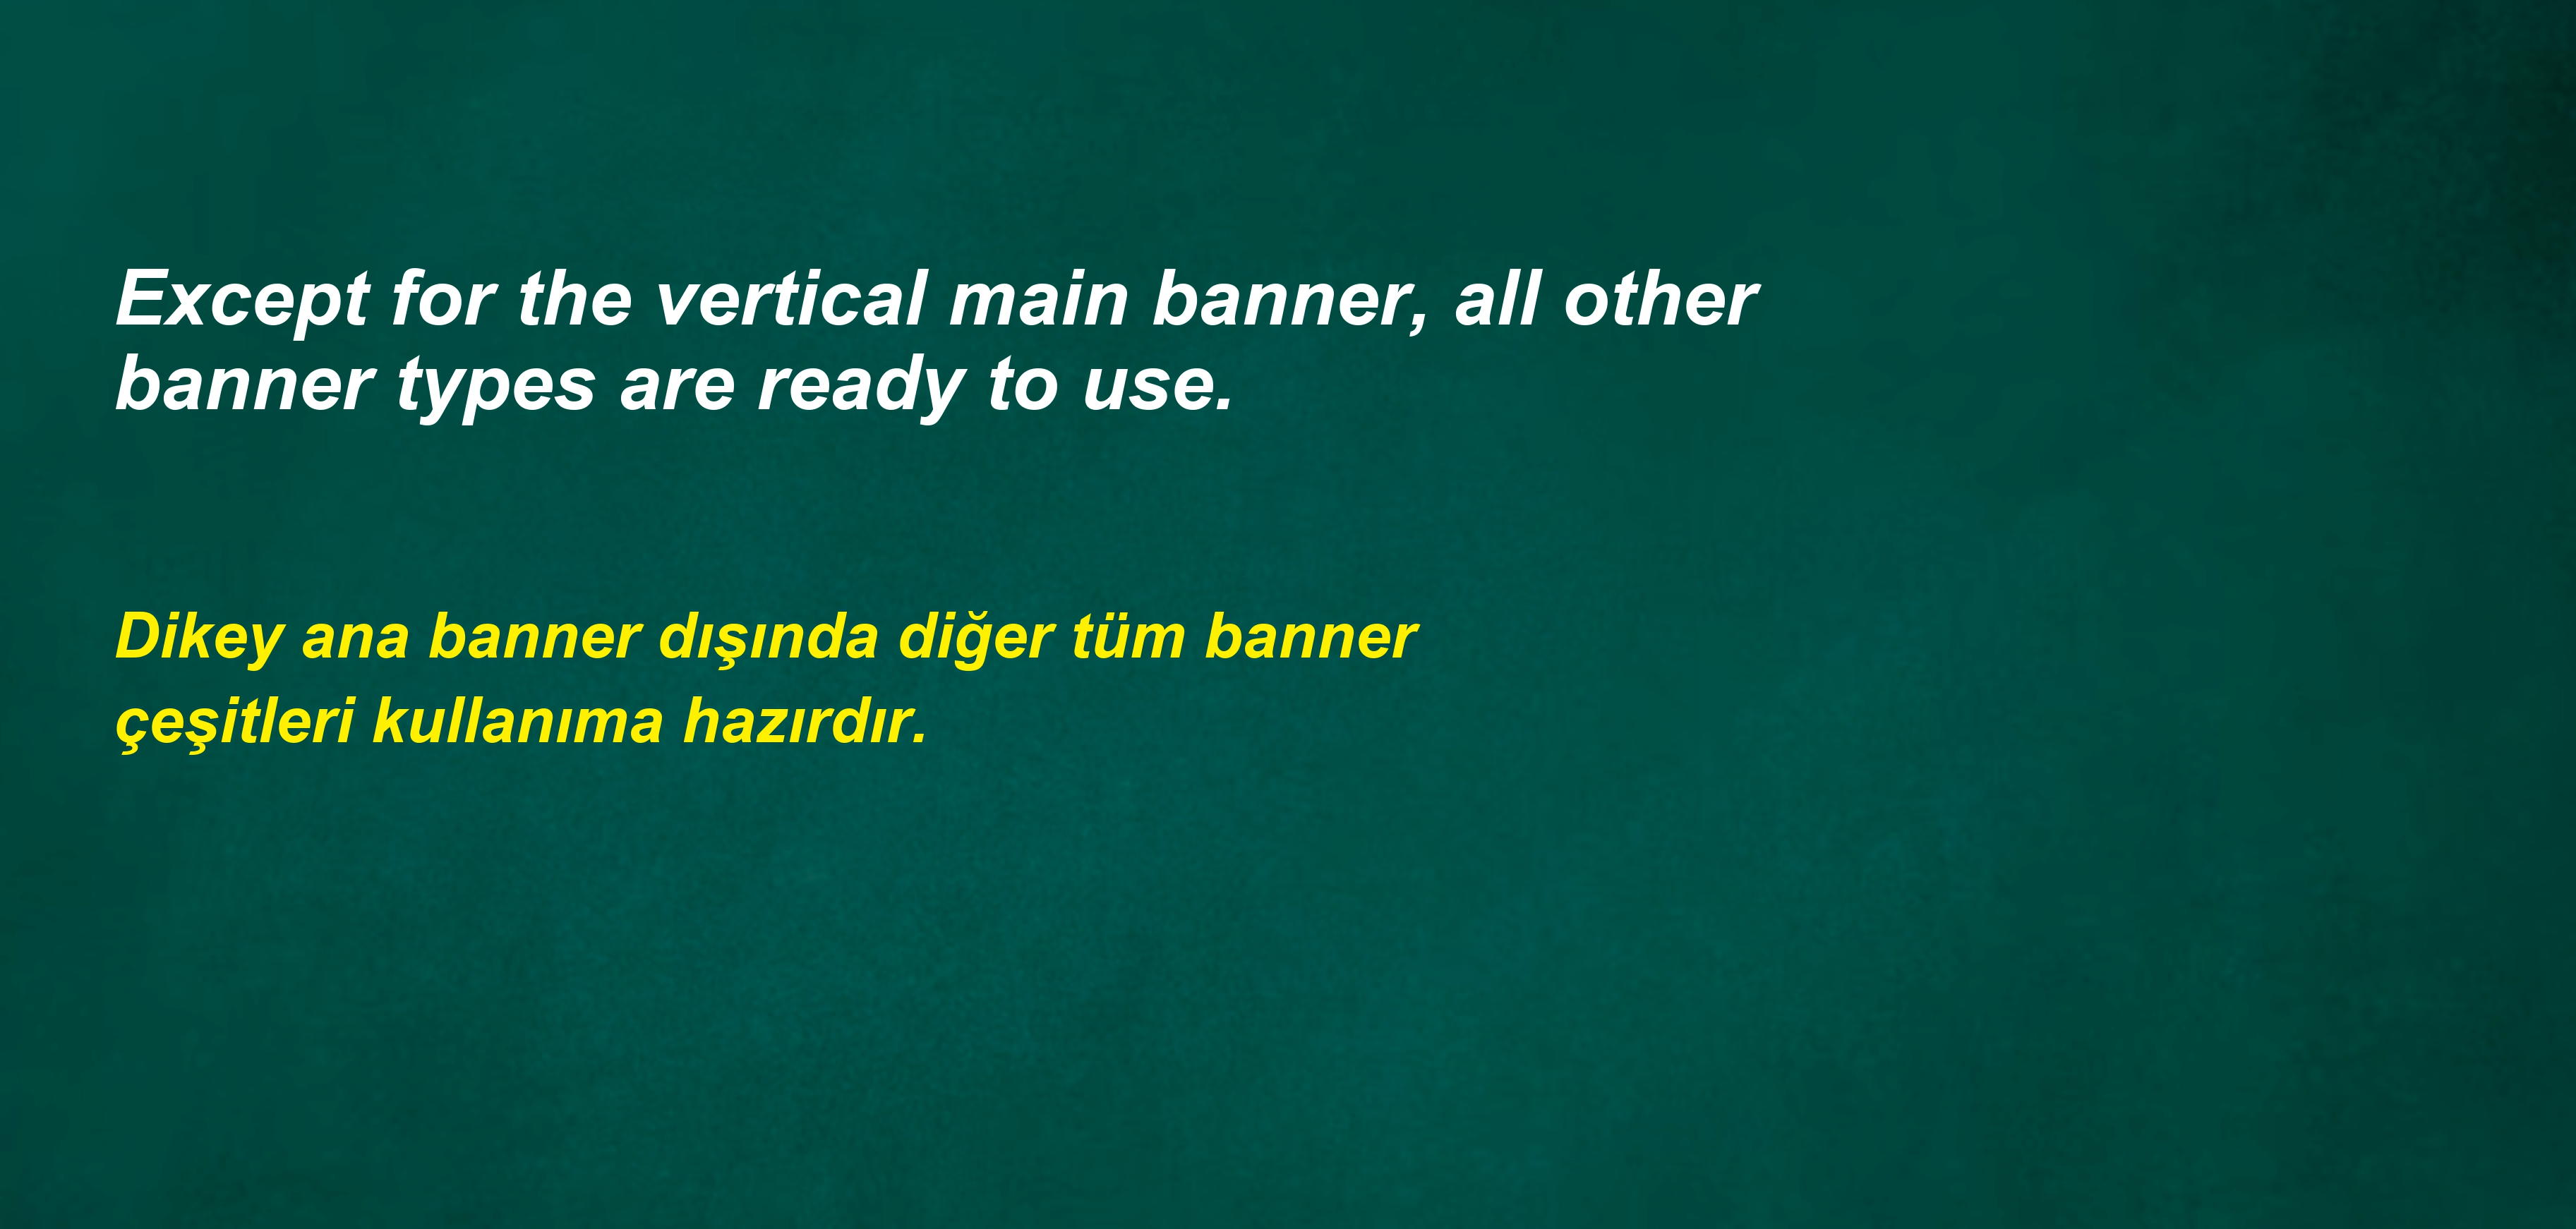 Except for the vertical main banner, all other
banner types are ready to use.
Dikey ana banner dışında diğer tüm banner
çeşitleri kullanıma hazırdır.